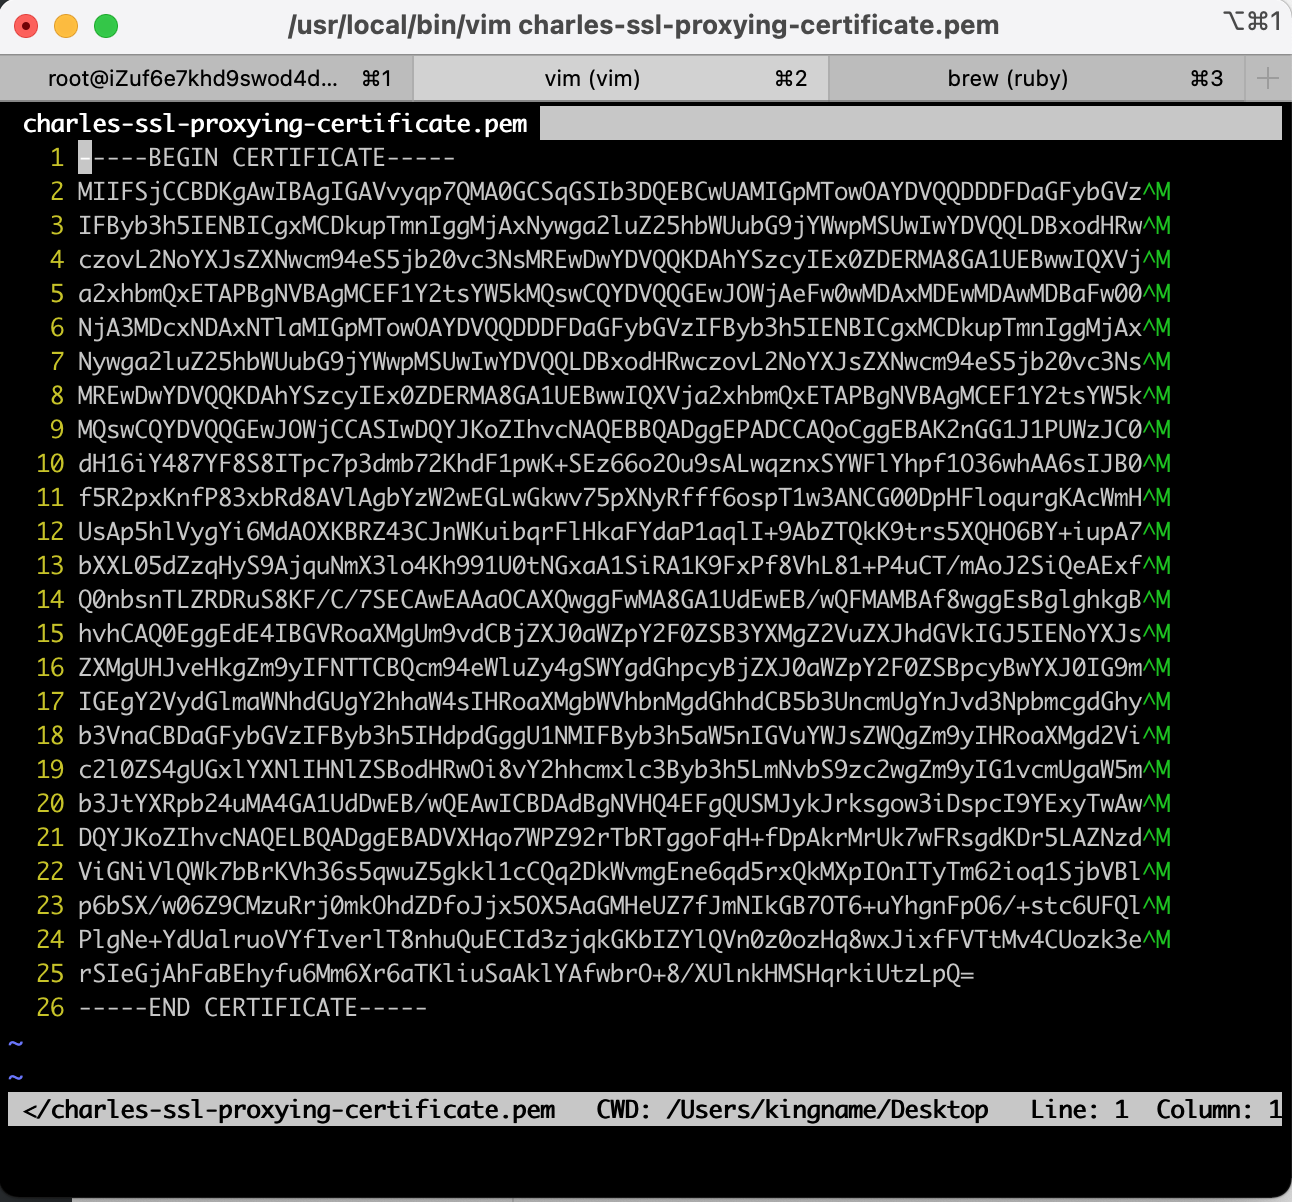 /usr/local/bin/vim charles-ssl-proxying-certificate.pem ⌥⌘1
root@iZuf6e7khd9swod4d... ⌘1 vim (vim) ⌘2 brew (ruby) ⌘3 +
charles-ssl-proxying-certificate.pem
1 -----BEGIN CERTIFICATE-----
2 MIIFSjCCBDKgAwIBAgIGAVvyqp7QMA0GCSqGSIb3DQEBCwUAMIGpMTowOAYDVQQDDDFDaGFybGVz^M
3 IFByb3h5IENBICgxMCDkupTmnIggMjAxNywga2luZ25hbWUubG9jYWwpMSUwIwYDVQQLDBxodHRw^M
4 czovL2NoYXJsZXNwcm94eS5jb20vc3NsMREwDwYDVQQKDAhYSzcyIEx0ZDERMA8GA1UEBwwIQXVj^M
5 a2xhbmQxETAPBgNVBAgMCEF1Y2tsYW5kMQswCQYDVQQGEwJOWjAeFw0wMDAxMDEwMDAwMDBaFw00^M
6 NjA3MDcxNDAxNTlaMIGpMTowOAYDVQQDDDFDaGFybGVzIFByb3h5IENBICgxMCDkupTmnIggMjAx^M
7 Nywga2luZ25hbWUubG9jYWwpMSUwIwYDVQQLDBxodHRwczovL2NoYXJsZXNwcm94eS5jb20vc3Ns^M
8 MREwDwYDVQQKDAhYSzcyIEx0ZDERMA8GA1UEBwwIQXVja2xhbmQxETAPBgNVBAgMCEF1Y2tsYW5k^M
9 MQswCQYDVQQGEwJOWjCCASIwDQYJKoZIhvcNAQEBBQADggEPADCCAQoCggEBAK2nGG1J1PUWzJC0^M
10 dH16iY487YF8S8ITpc7p3dmb72KhdF1pwK+SEz66o2Ou9sALwqznxSYWFlYhpf1O36whAA6sIJB0^M
11 f5R2pxKnfP83xbRd8AVlAgbYzW2wEGLwGkwv75pXNyRfff6ospT1w3ANCG00DpHFloqurgKAcWmH^M
12 UsAp5hlVygYi6MdAOXKBRZ43CJnWKuibqrFlHkaFYdaP1aqlI+9AbZTQkK9trs5XQHO6BY+iupA7^M
13 bXXL05dZzqHyS9AjquNmX3lo4Kh991U0tNGxaA1SiRA1K9FxPf8VhL81+P4uCT/mAoJ2SiQeAExf^M
14 Q0nbsnTLZRDRuS8KF/C/7SECAwEAAaOCAXQwggFwMA8GA1UdEwEB/wQFMAMBAf8wggEsBglghkgB^M
15 hvhCAQ0EggEdE4IBGVRoaXMgUm9vdCBjZXJ0aWZpY2F0ZSB3YXMgZ2VuZXJhdGVkIGJ5IENoYXJs^M
16 ZXMgUHJveHkgZm9yIFNTTCBQcm94eWluZy4gSWYgdGhpcyBjZXJ0aWZpY2F0ZSBpcyBwYXJ0IG9m^M
17 IGEgY2VydGlmaWNhdGUgY2hhaW4sIHRoaXMgbWVhbnMgdGhhdCB5b3UncmUgYnJvd3NpbmcgdGhy^M
18 b3VnaCBDaGFybGVzIFByb3h5IHdpdGggU1NMIFByb3h5aW5nIGVuYWJsZWQgZm9yIHRoaXMgd2Vi^M
19 c2l0ZS4gUGxlYXNlIHNlZSBodHRwOi8vY2hhcmxlc3Byb3h5LmNvbS9zc2wgZm9yIG1vcmUgaW5m^M
20 b3JtYXRpb24uMA4GA1UdDwEB/wQEAwICBDAdBgNVHQ4EFgQUSMJykJrksgow3iDspcI9YExyTwAw^M
21 DQYJKoZIhvcNAQELBQADggEBADVXHqo7WPZ92rTbRTggoFqH+fDpAkrMrUk7wFRsgdKDr5LAZNzd^M
22 ViGNiVlQWk7bBrKVh36s5qwuZ5gkkl1cCQq2DkWvmgEne6qd5rxQkMXpIOnITyTm62ioq1SjbVBl^M
23 p6bSX/w06Z9CMzuRrj0mkOhdZDfoJjx5OX5AaGMHeUZ7fJmNIkGB7OT6+uYhgnFpO6/+stc6UFQl^M
24 PlgNe+YdUalruoVYfIverlT8nhuQuECId3zjqkGKbIZYlQVn0z0ozHq8wxJixfFVTtMv4CUozk3e^M
25 rSIeGjAhFaBEhyfu6Mm6Xr6aTKliuSaAklYAfwbrO+8/XUlnkHMSHqrkiUtzLpQ=
26 -----END CERTIFICATE-----
~
~
</charles-ssl-proxying-certificate.pem CWD: /Users/kingname/Desktop Line: 1 Column: 1